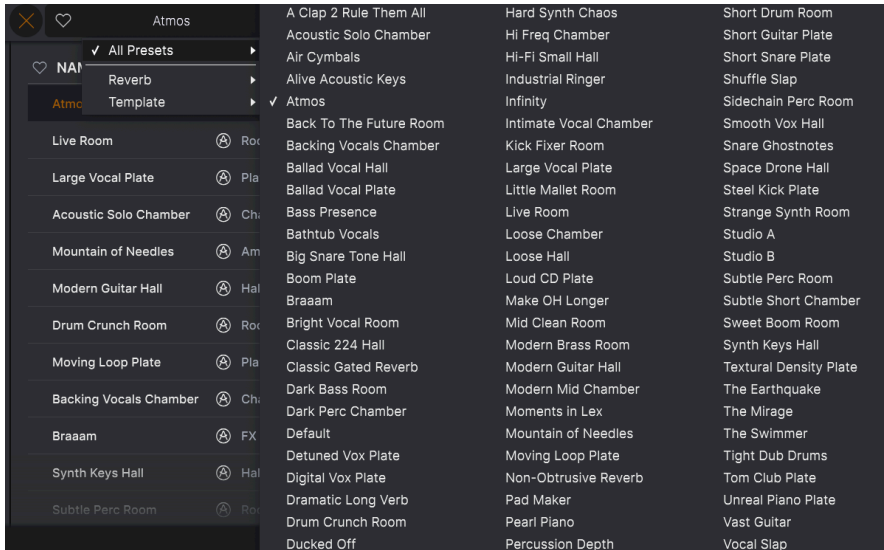 Atmos
All Presets
Reverb
Template
NAM
Atmo
Live Room Roo
Large Vocal Plate Pla
Acoustic Solo Chamber Cha
Mountain of Needles Am
Modern Guitar Hall Hal
Drum Crunch Room Roo
Moving Loop Plate Pla
Backing Vocals Chamber Cha
Braaam FX
Synth Keys Hall Hal
Subtle Perc Room Roo
A Clap 2 Rule Them All
Acoustic Solo Chamber
Air Cymbals
Alive Acoustic Keys
Atmos
Back To The Future Room
Backing Vocals Chamber
Ballad Vocal Hall
Ballad Vocal Plate
Bass Presence
Bathtub Vocals
Big Snare Tone Hall
Boom Plate
Braaam
Bright Vocal Room
Classic 224 Hall
Classic Gated Reverb
Dark Bass Room
Dark Perc Chamber
Default
Detuned Vox Plate
Digital Vox Plate
Dramatic Long Verb
Drum Crunch Room
Ducked Off
Hard Synth Chaos
Hi Freq Chamber
Hi-Fi Small Hall
Industrial Ringer
Infinity
Intimate Vocal Chamber
Kick Fixer Room
Large Vocal Plate
Little Mallet Room
Live Room
Loose Chamber
Loose Hall
Loud CD Plate
Make OH Longer
Mid Clean Room
Modern Brass Room
Modern Guitar Hall
Modern Mid Chamber
Moments in Lex
Mountain of Needles
Moving Loop Plate
Non-Obtrusive Reverb
Pad Maker
Pearl Piano
Percussion Depth
Short Drum Room
Short Guitar Plate
Short Snare Plate
Shuffle Slap
Sidechain Perc Room
Smooth Vox Hall
Snare Ghostnotes
Space Drone Hall
Steel Kick Plate
Strange Synth Room
Studio A
Studio B
Subtle Perc Room
Subtle Short Chamber
Sweet Boom Room
Synth Keys Hall
Textural Density Plate
The Earthquake
The Mirage
The Swimmer
Tight Dub Drums
Tom Club Plate
Unreal Piano Plate
Vast Guitar
Vocal Slap